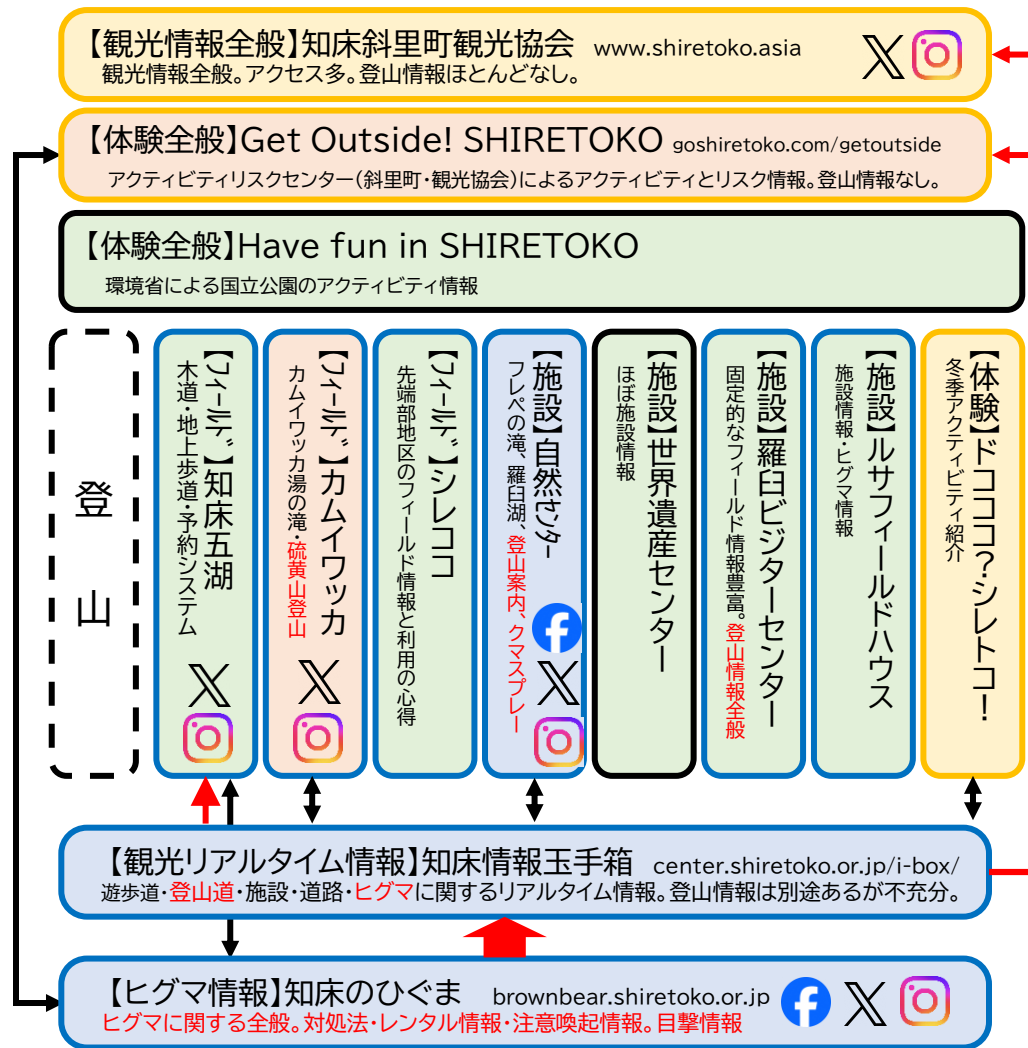 【観光情報全般】知床斜里町観光協会 www.shiretoko.asia
観光情報全般。アクセス多。登山情報ほとんどなし。
【体験全般】Get Outside! SHIRETOKO goshiretoko.com/getoutside
アクティビティリスクセンター(斜里町・観光協会)によるアクティビティとリスク情報。登山情報なし。
【体験全般】Have fun in SHIRETOKO
環境省による国立公園のアクティビティ情報
登山
【フィールド】知床五湖
木道・地上歩道・予約システム
【フィールド】カムイワッカ
カムイワッカ湯の滝・硫黄山登山
【フィールド】シレココ
先端部地区のフィールド情報と利用の心得
【施設】自然センター
フレペの滝、羅臼湖、登山案内、クマスプレー
【施設】世界遺産センター
ほぼ施設情報
【施設】羅臼ビジターセンター
固定的なフィールド情報豊富。登山情報全般
【施設】ルサフィールドハウス
施設情報・ヒグマ情報
【体験】ドコココ?シレトコ!
冬季アクティビティ紹介
【観光リアルタイム情報】知床情報玉手箱 center.shiretoko.or.jp/i-box/
遊歩道・登山道・施設・道路・ヒグマに関するリアルタイム情報。登山情報は別途あるが不充分。
【ヒグマ情報】知床のひぐま brownbear.shiretoko.or.jp
ヒグマに関する全般。対処法・レンタル情報・注意喚起情報。目撃情報